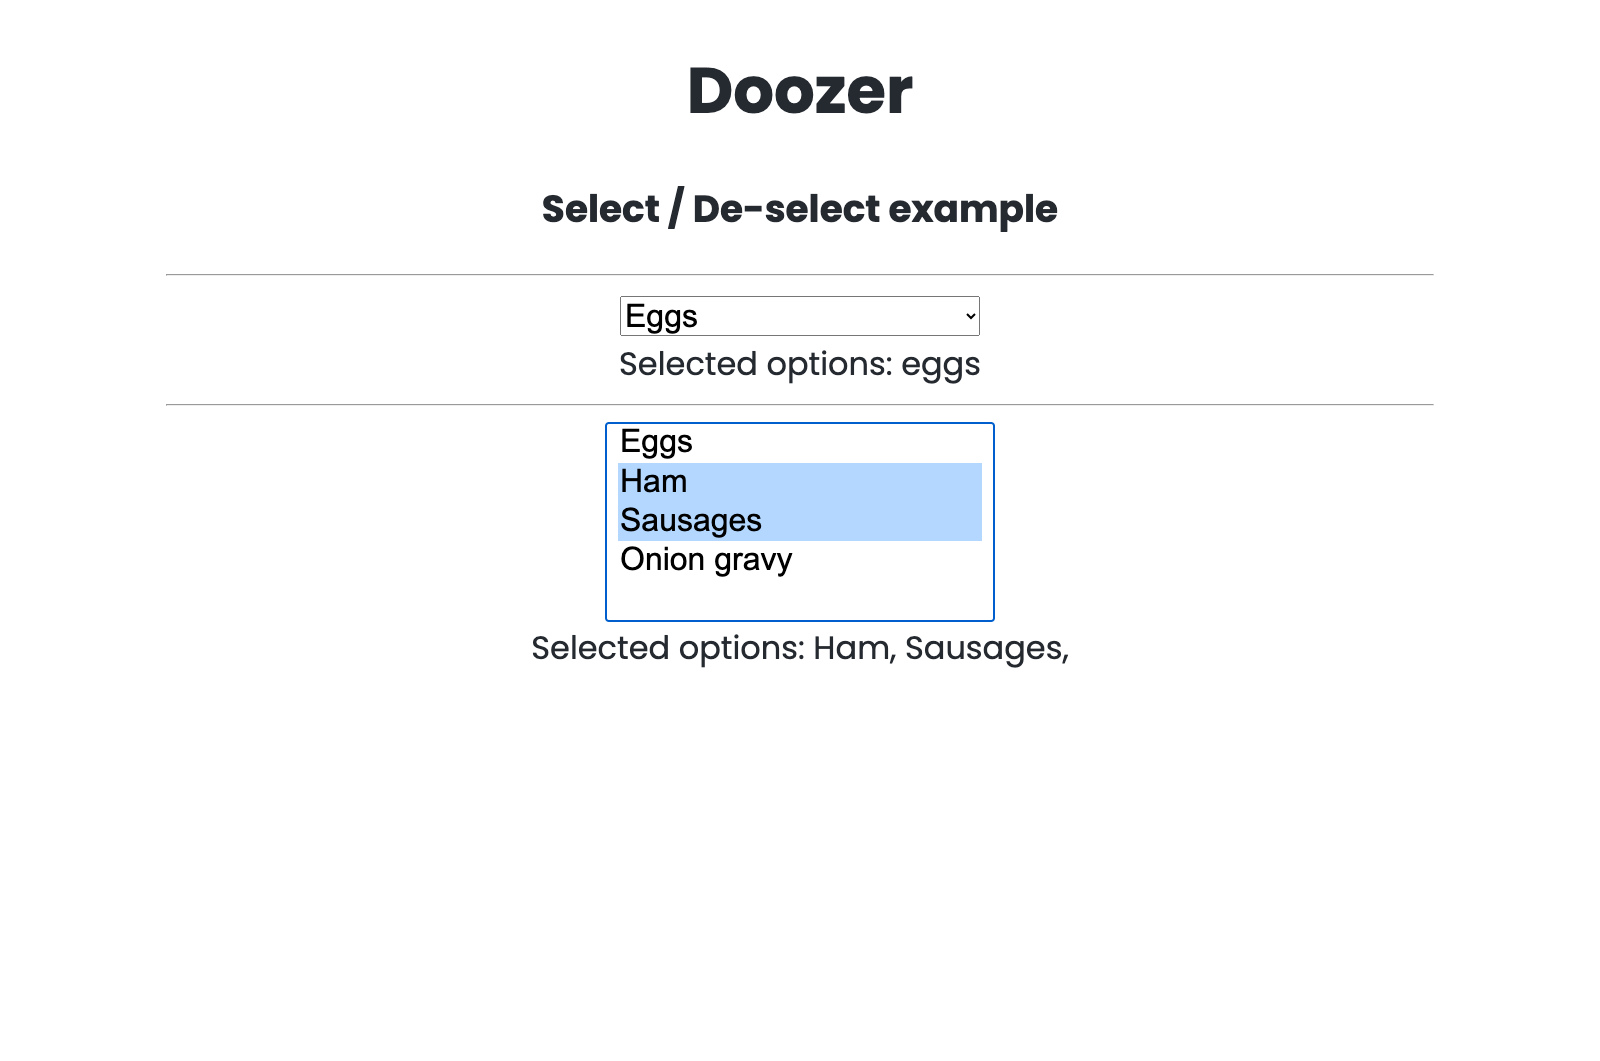 Doozer
Select / De-select example
Eggs
Selected options: eggs
Eggs
Ham
Sausages
Onion gravy
Selected options: Ham, Sausages,